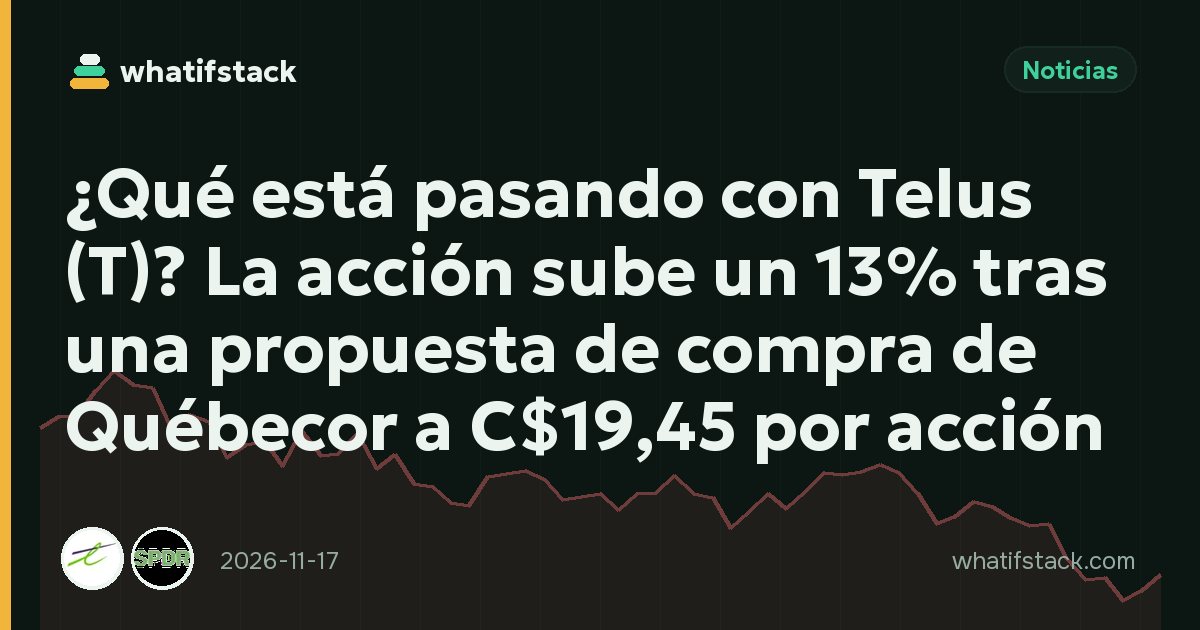 whatifstack
Noticias
¿Qué está pasando con Telus
(T)? La acción sube un 13% tras
una propuesta de compra de
Québecor a C$19,45 por acción
t
SPDR
2026-11-17
whatifstack.com